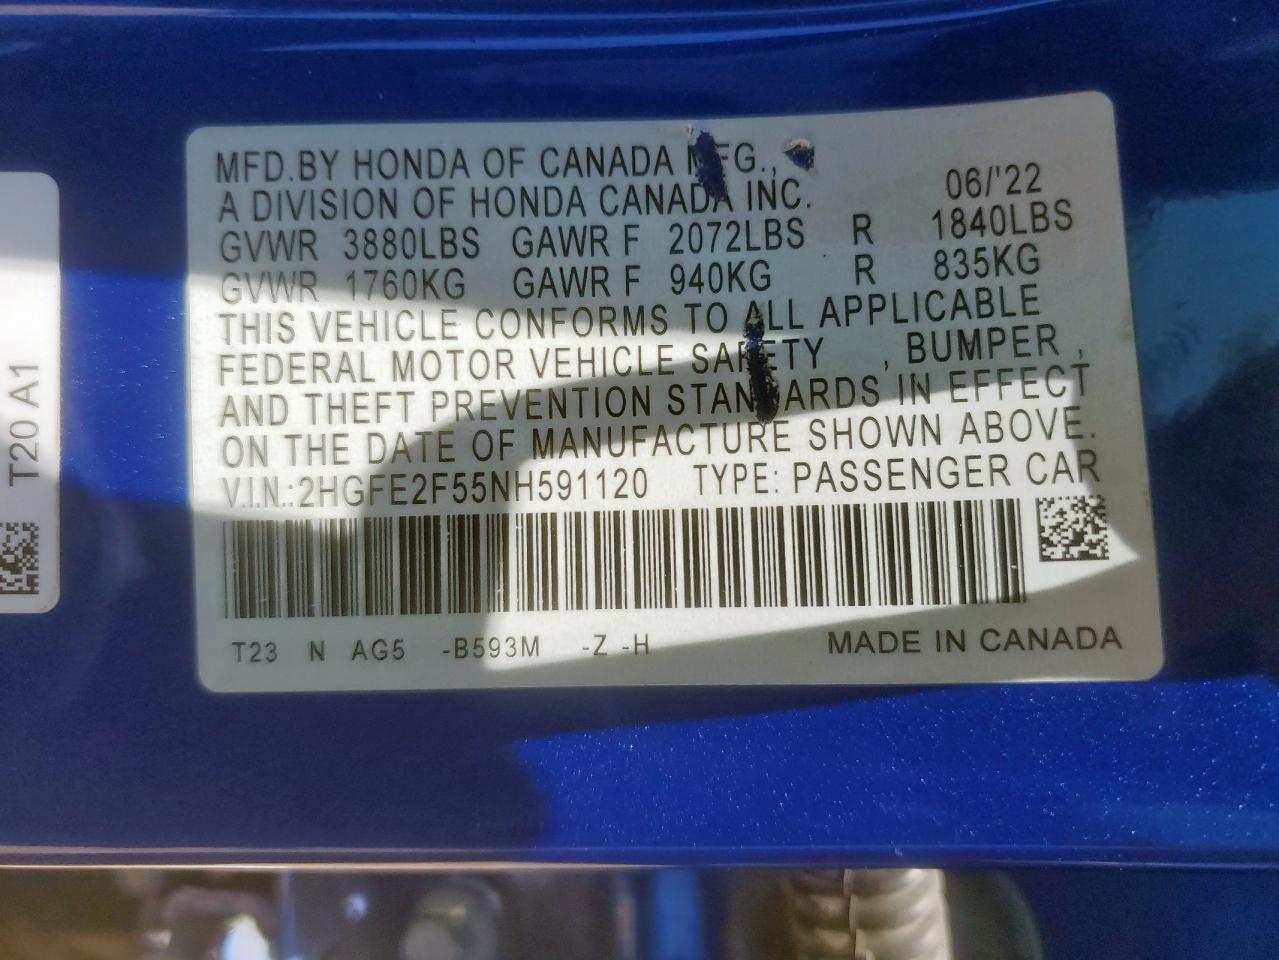 MFD.BY HONDA OF CANADA MFG.,
A DIVISION OF HONDA CANADA INC. 06/'22
GVWR 3880LBS GAWR F 2072LBS R 1840LBS
GVWR 1760KG GAWR F 940KG R 835KG
THIS VEHICLE CONFORMS TO ALL APPLICABLE
FEDERAL MOTOR VEHICLE SAFETY , BUMPER ,
AND THEFT PREVENTION STANDARDS IN EFFECT
ON THE DATE OF MANUFACTURE SHOWN ABOVE.
V.I.N.:2HGFE2F55NH591120 TYPE: PASSENGER CAR
T23 N AG5 -B593M -Z -H MADE IN CANADA
T20 A1